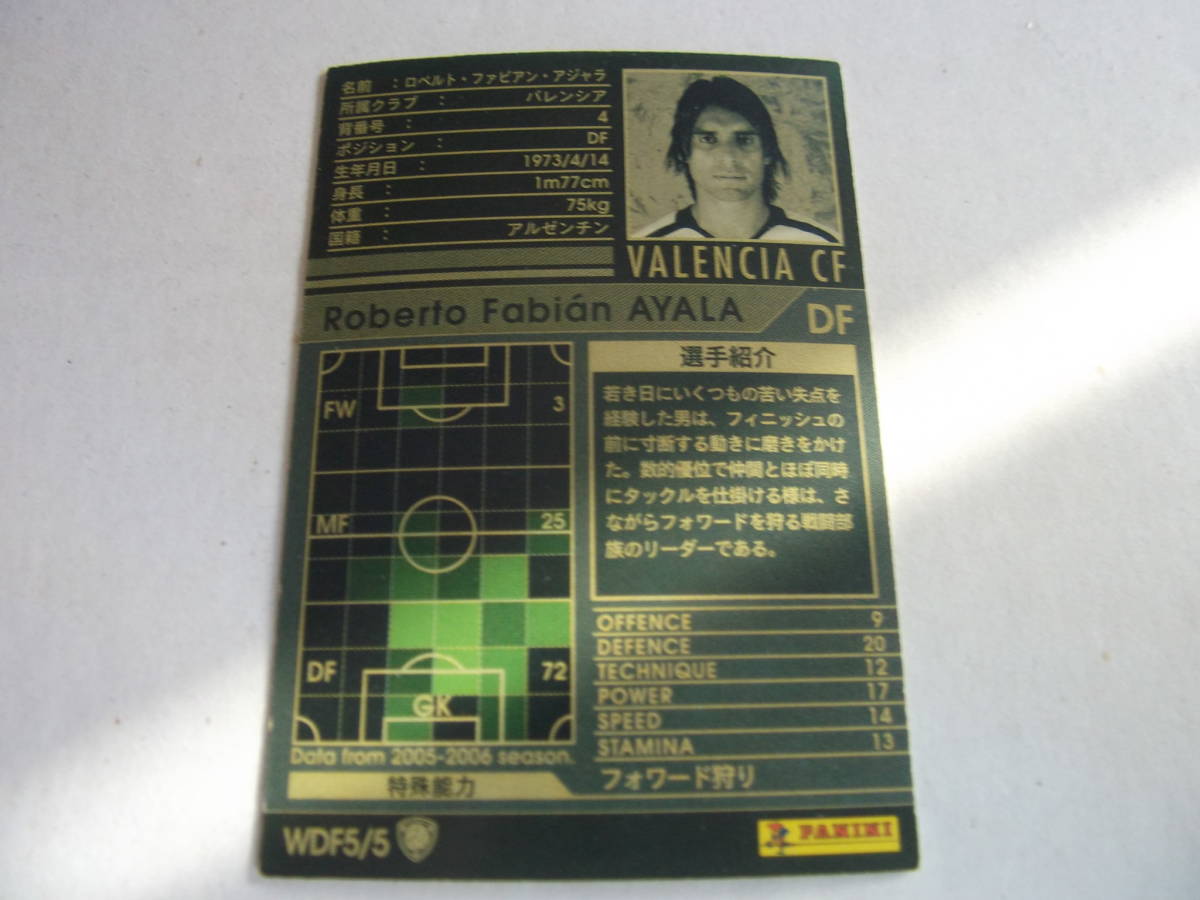 名前 : ロベルト・ファビアン・アジャラ
所属クラブ : バレンシア
背番号 : 4
ポジション : DF
生年月日 : 1973/4/14
身長 : 1m77cm
体重 : 75kg
国籍 : アルゼンチン
VALENCIA CF
Roberto Fabián AYALA
DF
FW 3
MF 25
DF 72
GK
Data from 2005-2006 season.
選手紹介
若き日にいくつもの苦い失点を
経験した男は、フィニッシュの
前に寸断する動きに磨きをかけ
た。数的優位で仲間とほぼ同時
にタックルを仕掛ける様は、さ
ながらフォワードを狩る戦闘部
族のリーダーである。
OFFENCE 9
DEFENCE 20
TECHNIQUE 12
POWER 17
SPEED 14
STAMINA 13
特殊能力 フォワード狩り
WDF5/5
PANINI